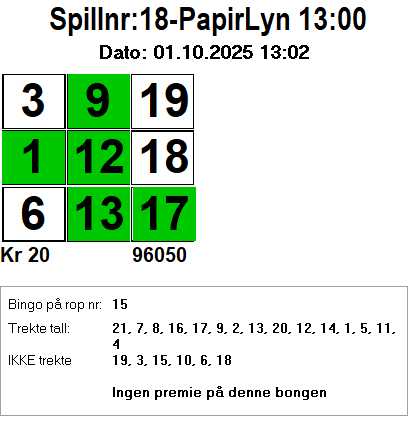 Spillnr:18-PapirLyn 13:00
Dato: 01.10.2025 13:02
3 9 19
1 12 18
6 13 17
Kr 20 96050
Bingo på rop nr: 15
Trekte tall: 21, 7, 8, 16, 17, 9, 2, 13, 20, 12, 14, 1, 5, 11,
4
IKKE trekte 19, 3, 15, 10, 6, 18
Ingen premie på denne bongen